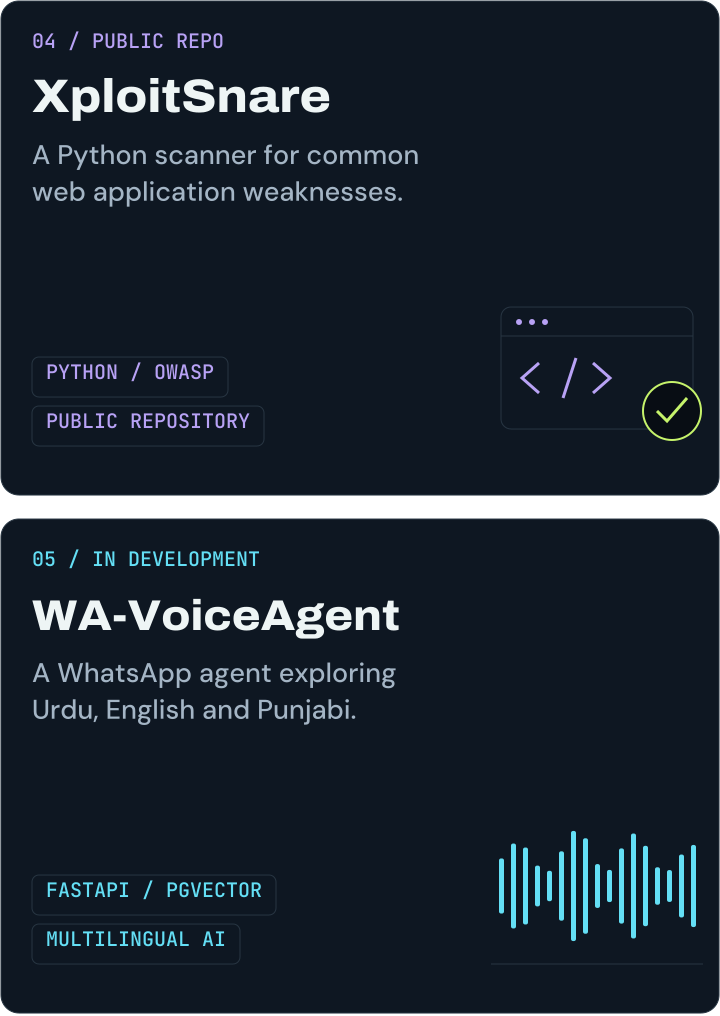 04 / PUBLIC REPO
XploitSnare
A Python scanner for common
web application weaknesses.
PYTHON / OWASP
PUBLIC REPOSITORY
</>
05 / IN DEVELOPMENT
WA-VoiceAgent
A WhatsApp agent exploring
Urdu, English and Punjabi.
FASTAPI / PGVECTOR
MULTILINGUAL AI